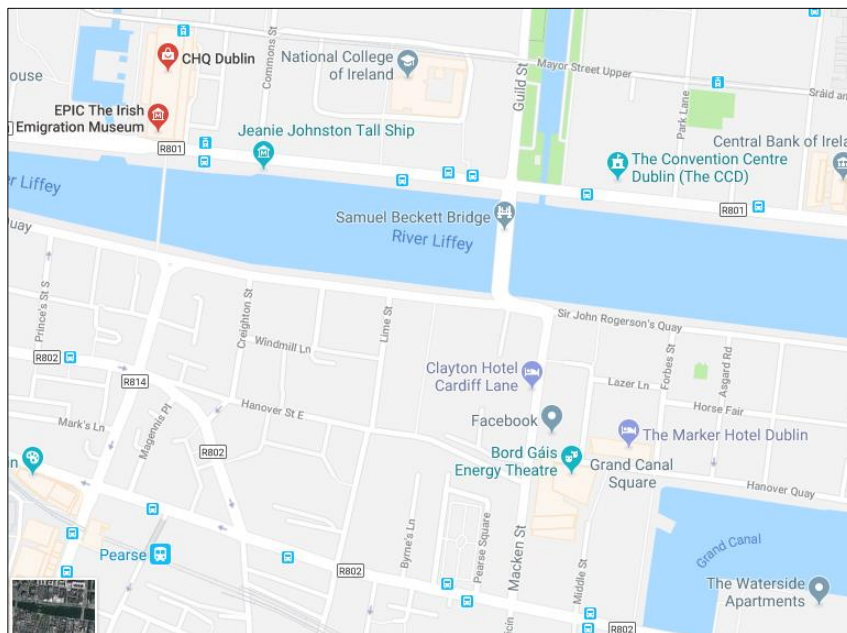 CHQ Dublin
Commons St
National College
of Ireland
Guild St
Mayor Street Upper
Sráid an
ouse
EPIC The Irish
Emigration Museum
R801
Jeanie Johnston Tall Ship
Park Lane
Central Bank of Irela
The Convention Centre
Dublin (The CCD)
R801
er Liffey
Samuel Beckett Bridge
River Liffey
Quay
Prince's St S
Creighton St
Lime St
Sir John Rogerson's Quay
Windmill Ln
Forbes St
Asgard Rd
R802
R814
Clayton Hotel
Cardiff Lane
Lazer Ln
Horse Fair
Magennis Pl
Hanover St E
Mark's Ln
Facebook
The Marker Hotel Dublin
R802
in
Bord Gáis
Energy Theatre
Grand Canal
Square
Hanover Quay
Byrne's Ln
Pearse Square
Macken St
Grand Canal
Pearse
R802
Middle St
The Waterside
Apartments
R802